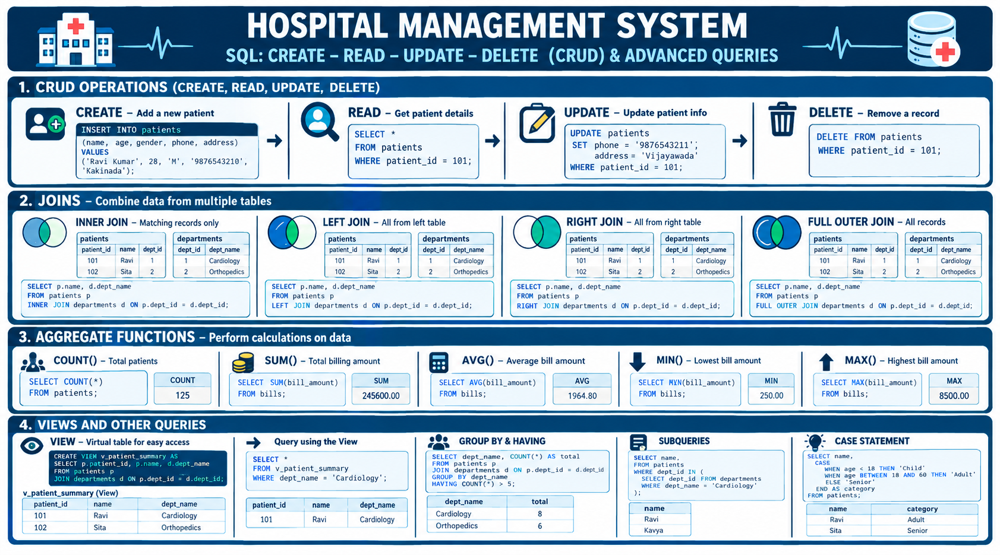 HOSPITAL MANAGEMENT SYSTEM
SQL: CREATE – READ – UPDATE – DELETE (CRUD) & ADVANCED QUERIES
1. CRUD OPERATIONS (CREATE, READ, UPDATE, DELETE)
CREATE – Add a new patient
INSERT INTO patients
(name, age, gender, phone, address)
VALUES
('Ravi Kumar', 28, 'M', '9876543210',
'Kakinada');
READ – Get patient details
SELECT *
FROM patients
WHERE patient_id = 101;
UPDATE – Update patient info
UPDATE patients
SET phone = '9876543211',
address = 'Vijayawada'
WHERE patient_id = 101;
DELETE – Remove a record
DELETE FROM patients
WHERE patient_id = 101;
2. JOINS – Combine data from multiple tables
INNER JOIN – Matching records only
patients
patient_id name dept_id
101 Ravi 1
102 Sita 2
departments
dept_id dept_name
1 Cardiology
2 Orthopedics
SELECT p.name, d.dept_name
FROM patients p
INNER JOIN departments d ON p.dept_id = d.dept_id;
LEFT JOIN – All from left table
patients
patient_id name dept_id
101 Ravi 1
102 Sita 2
departments
dept_id dept_name
1 Cardiology
2 Orthopedics
SELECT p.name, d.dept_name
FROM patients p
LEFT JOIN departments d ON p.dept_id = d.dept_id;
RIGHT JOIN – All from right table
patients
patient_id name dept_id
101 Ravi 1
102 Sita 2
departments
dept_id dept_name
1 Cardiology
2 Orthopedics
SELECT p.name, d.dept_name
FROM patients p
RIGHT JOIN departments d ON p.dept_id = d.dept_id;
FULL OUTER JOIN – All records
patients
patient_id name dept_id
101 Ravi 1
102 Sita 2
departments
dept_id dept_name
1 Cardiology
2 Orthopedics
SELECT p.name, d.dept_name
FROM patients p
FULL OUTER JOIN departments d ON p.dept_id = d.dept_id;
3. AGGREGATE FUNCTIONS – Perform calculations on data
COUNT() – Total patients
SELECT COUNT(*)
FROM patients;
COUNT
125
SUM() – Total billing amount
SELECT SUM(bill_amount)
FROM bills;
SUM
245600.00
AVG() – Average bill amount
SELECT AVG(bill_amount)
FROM bills;
AVG
1964.80
MIN() – Lowest bill amount
SELECT MYN(bill_amount)
FROM bills;
MIN
250.00
MAX() – Highest bill amount
SELECT MAX(bill_amount)
FROM bills;
MAX
8500.00
4. VIEWS AND OTHER QUERIES
VIEW – Virtual table for easy access
CREATE VIEW v_patient_summary AS
SELECT p.patient_id, p.name, d.dept_name
FROM patients p
JOIN departments d ON p.dept_id = d.dept_id;
v_patient_summary (View)
patient_id name dept_name
101 Ravi Cardiology
102 Sita Orthopedics
Query using the View
SELECT *
FROM v_patient_summary
WHERE dept_name = 'Cardiology';
patient_id name dept_name
101 Ravi Cardiology
GROUP BY & HAVING
SELECT dept_name, COUNT(*) AS total
FROM patients p
JOIN departments d ON p.dept_id = d.dept_id
GROUP BY dept_name
HAVING COUNT(*) > 5;
dept_name total
Cardiology 8
Orthopedics 6
SUBQUERIES
SELECT name,
FROM patients
WHERE dept_id IN (
SELECT dept_id FROM departments
WHERE dept_name = 'Cardiology'
);
name
Ravi
Kavya
CASE STATEMENT
SELECT name,
CASE
WHEN age < 18 THEN 'Child'
WHEN age BETWEEN 18 AND 60 THEN 'Adult'
ELSE 'Senior'
END AS category
FROM patients;
name category
Ravi Adult
Sita Senior